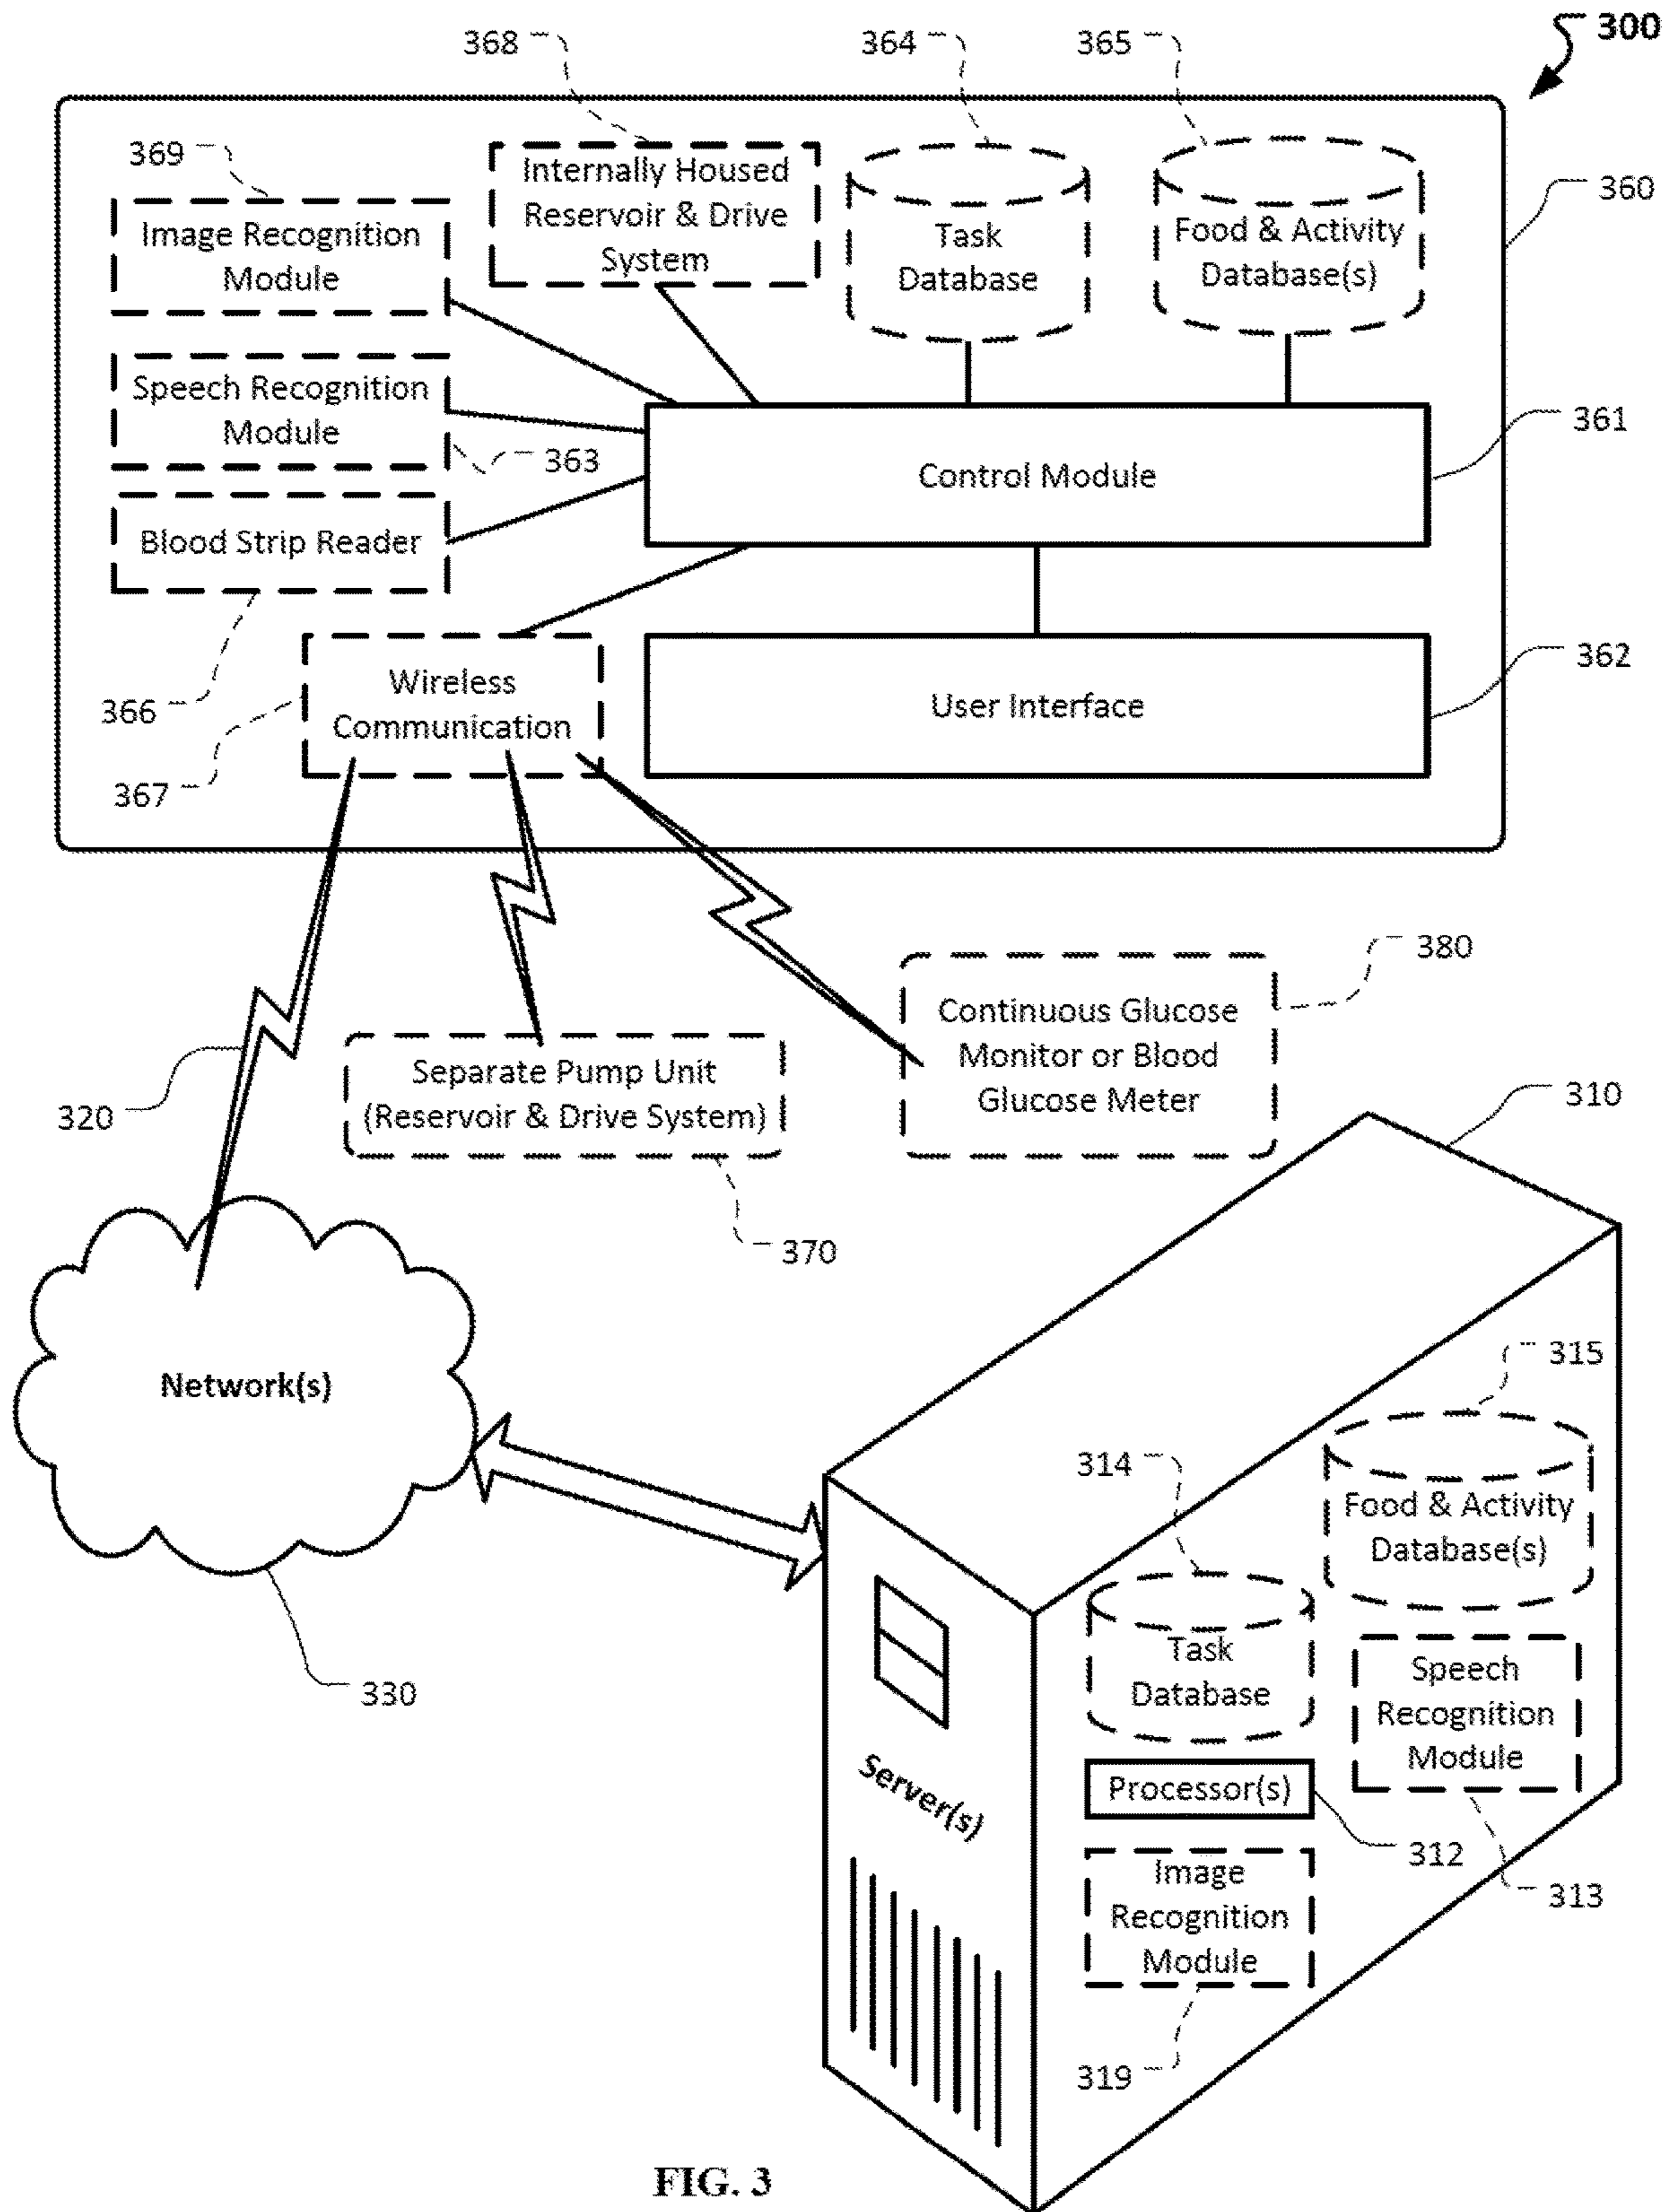 300
368
364
365
369
Internally Housed
Reservoir & Drive
System
Task
Database
Food & Activity
Database(s)
360
Image Recognition
Module
Speech Recognition
Module
363
Control Module
361
Blood Strip Reader
366
Wireless
Communication
367
User Interface
362
380
Continuous Glucose
Monitor or Blood
Glucose Meter
Separate Pump Unit
(Reservoir & Drive System)
320
370
310
Network(s)
330
315
314
Food & Activity
Database(s)
Task
Database
Speech
Recognition
Module
Server(s)
Processor(s)
312
313
Image
Recognition
Module
319
FIG. 3